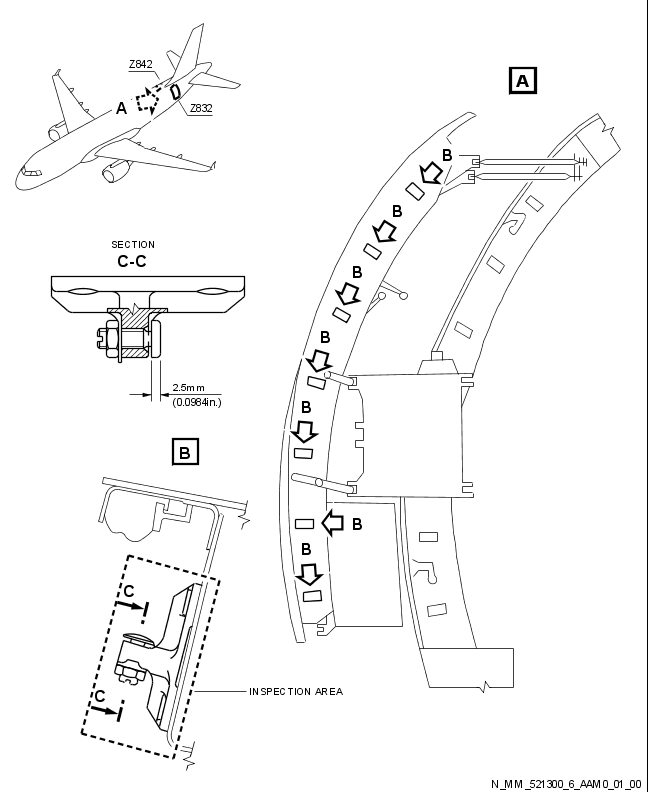 Z842
A
Z832
A
B
B
B
B
B
B
B
SECTION
C-C
2.5mm
(0.0984in.)
B
C
C
INSPECTION AREA
N_MM_521300_6_AAM0_01_00